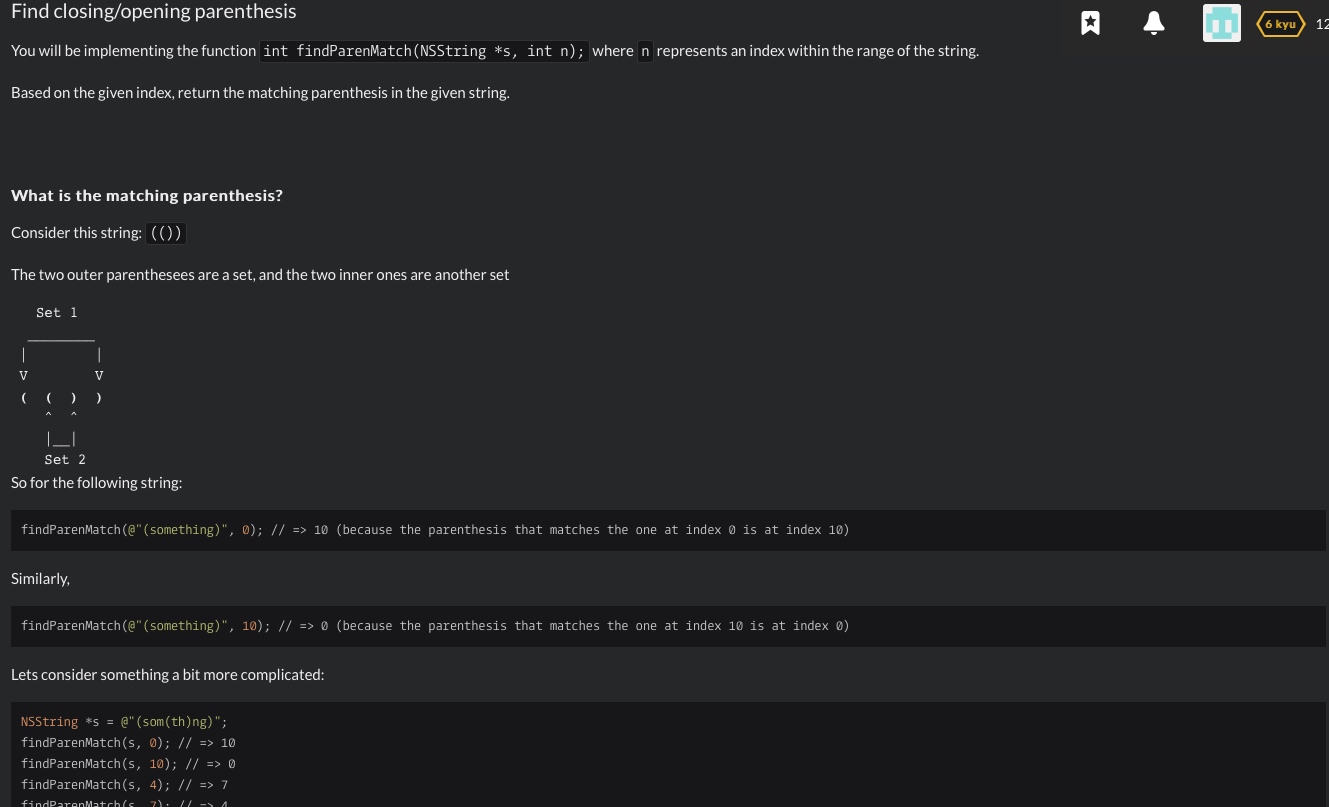 Find closing/opening parenthesis
6 kyu
12
You will be implementing the function int findParenMatch(NSString *s, int n); where n represents an index within the range of the string.
Based on the given index, return the matching parenthesis in the given string.
What is the matching parenthesis?
Consider this string: (())
The two outer parenthesees are a set, and the two inner ones are another set
Set 1
_________
|         |
V         V
(  (  )  )
^  ^
|__|
Set 2
So for the following string:
findParenMatch(@"(something)", 0); // => 10 (because the parenthesis that matches the one at index 0 is at index 10)
Similarly,
findParenMatch(@"(something)", 10); // => 0 (because the parenthesis that matches the one at index 10 is at index 0)
Lets consider something a bit more complicated:
NSString *s = @"(som(th)ng)";
findParenMatch(s, 0); // => 10
findParenMatch(s, 10); // => 0
findParenMatch(s, 4); // => 7
findParenMatch(s, 7); // => 4